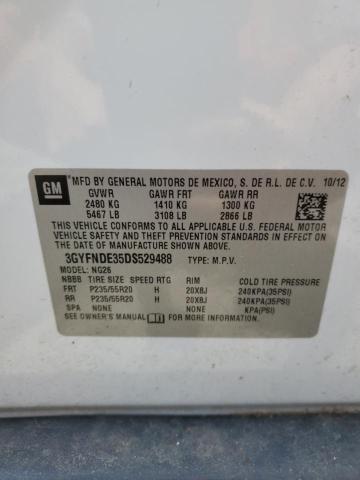 GM MFD BY GENERAL MOTORS DE MEXICO, S. DE R.L. DE C.V. 10/12
GVWR GAWR FRT GAWR RR
2480 KG 1410 KG 1300 KG
5467 LB 3108 LB 2866 LB
THIS VEHICLE CONFORMS TO ALL APPLICABLE U.S. FEDERAL MOTOR
VEHICLE SAFETY AND THEFT PREVENTION STANDARDS IN EFFECT ON THE DATE OF
MANUFACTURE SHOWN ABOVE.
3GYFNDE35DS529488 TYPE: M.P.V.
MODEL: NG26
NBBB TIRE SIZE SPEED RTG RIM COLD TIRE PRESSURE
FRT P235/55R20 H 20X8J 240KPA(35PSI)
RR P235/55R20 H 20X8J 240KPA(35PSI)
SPA NONE NONE KPA(PSI)
SEE OWNER'S MANUAL FOR MORE INFORMATION.